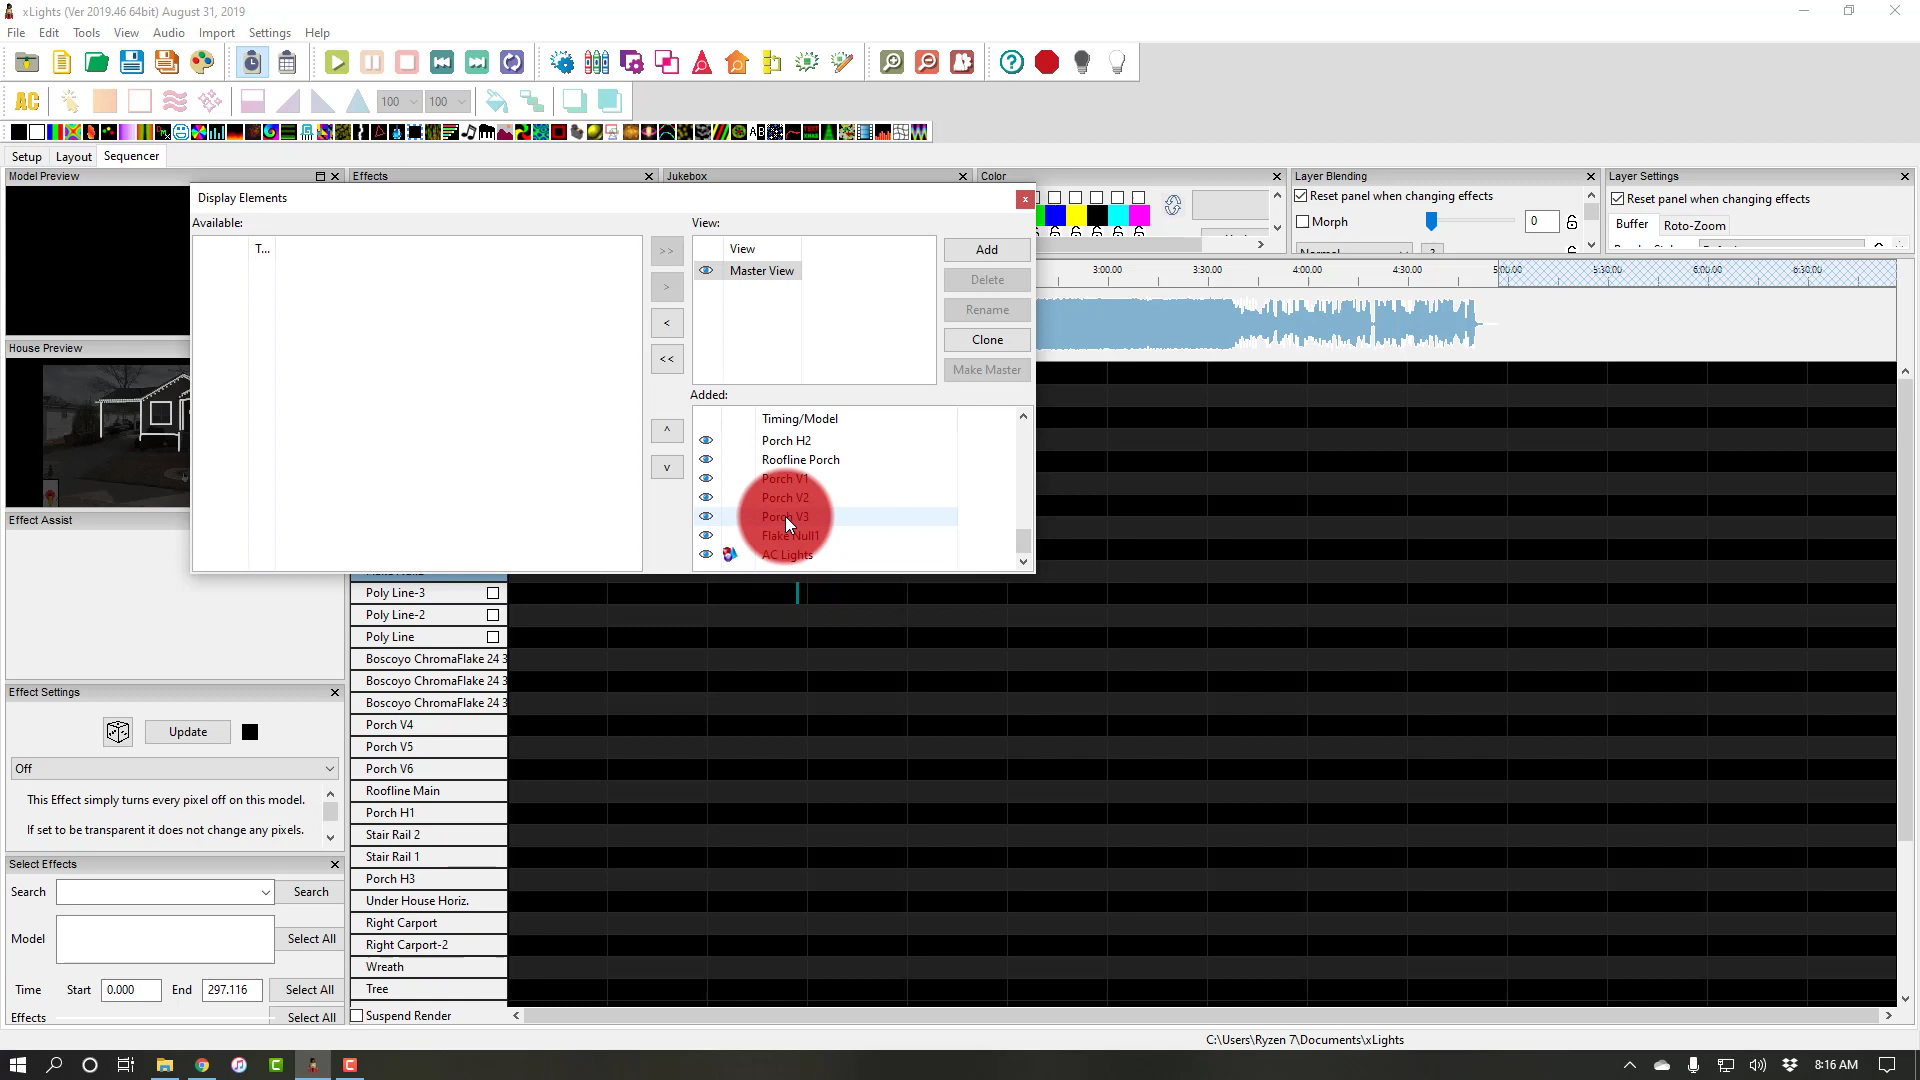 xLights (Ver 2019.46 64bit) August 31, 2019
File Edit Tools View Audio Import Settings Help
AC 100 100
Setup Layout Sequencer
Model Preview
Effects
Jukebox
Color
Layer Blending
Layer Settings
Display Elements
Available:
T...
>>
>
<
<<
^
v
View:
View
Master View
Add
Delete
Rename
Clone
Make Master
Added:
Timing/Model
Porch H2
Roofline Porch
Porch V1
Porch V2
Porch V3
Flake Null1
AC Lights
Reset panel when changing effects
Morph 0
Normal
Reset panel when changing effects
Buffer Roto-Zoom
3:00.00 3:30.00 4:00.00 4:30.00 5:00.00 5:30.00 6:00.00 6:30.00
House Preview
Effect Assist
Poly Line-3
Poly Line-2
Poly Line
Boscoyo ChromaFlake 24 3
Boscoyo ChromaFlake 24 3
Boscoyo ChromaFlake 24 3
Porch V4
Porch V5
Porch V6
Roofline Main
Porch H1
Stair Rail 2
Stair Rail 1
Porch H3
Under House Horiz.
Right Carport
Right Carport-2
Wreath
Tree
Suspend Render
Effect Settings
Update
Off
This Effect simply turns every pixel off on this model.
If set to be transparent it does not change any pixels.
Select Effects
Search Search
Model Select All
Time Start 0.000 End 297.116 Select All
Effects Select All
C:\Users\Ryzen 7\Documents\xLights
8:16 AM